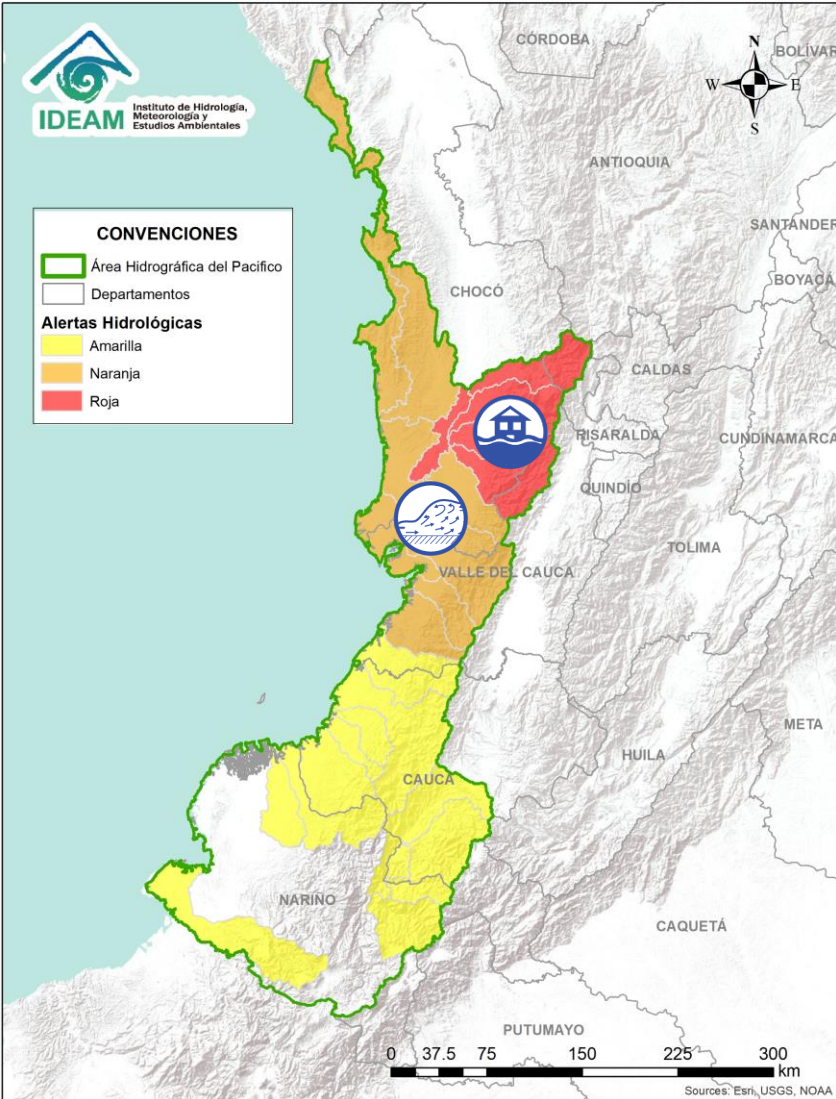 IDEAM
Instituto de Hidrología,
Meteorología y
Estudios Ambientales
CÓRDOBA
BOLÍVAR
N
W
E
S
ANTIOQUIA
SANTANDER
BOYACÁ
CONVENCIONES
Área Hidrográfica del Pacifico
Departamentos
Alertas Hidrológicas
Amarilla
Naranja
Roja
CHOCÓ
CALDAS
RISARALDA
CUNDINAMARCA
QUINDÍO
TOLIMA
VALLE DEL CAUCA
META
HUILA
CAUCA
NARIÑO
CAQUETÁ
PUTUMAYO
0 37.5 75 150 225 300
km
Sources: Esri, USGS, NOAA